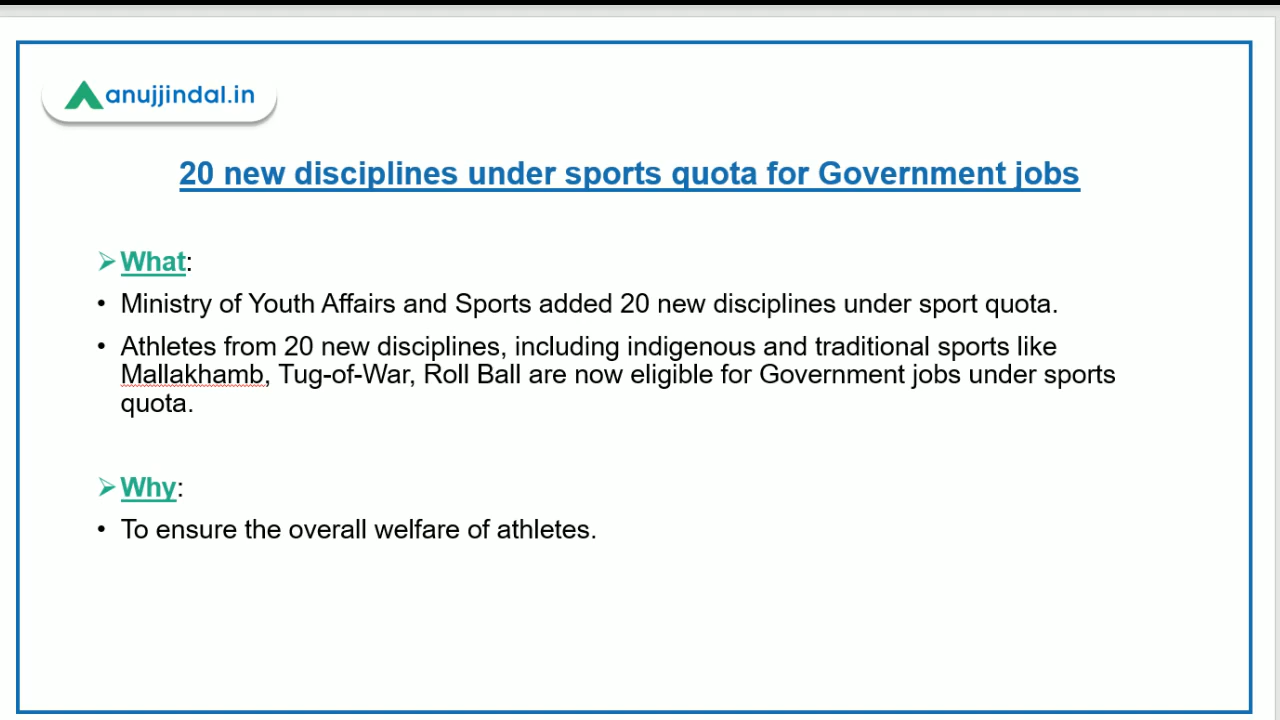 anujjindal.in
20 new disciplines under sports quota for Government jobs
➢What:
• Ministry of Youth Affairs and Sports added 20 new disciplines under sport quota.
• Athletes from 20 new disciplines, including indigenous and traditional sports like
Mallakhamb, Tug-of-War, Roll Ball are now eligible for Government jobs under sports
quota.
➢Why:
• To ensure the overall welfare of athletes.